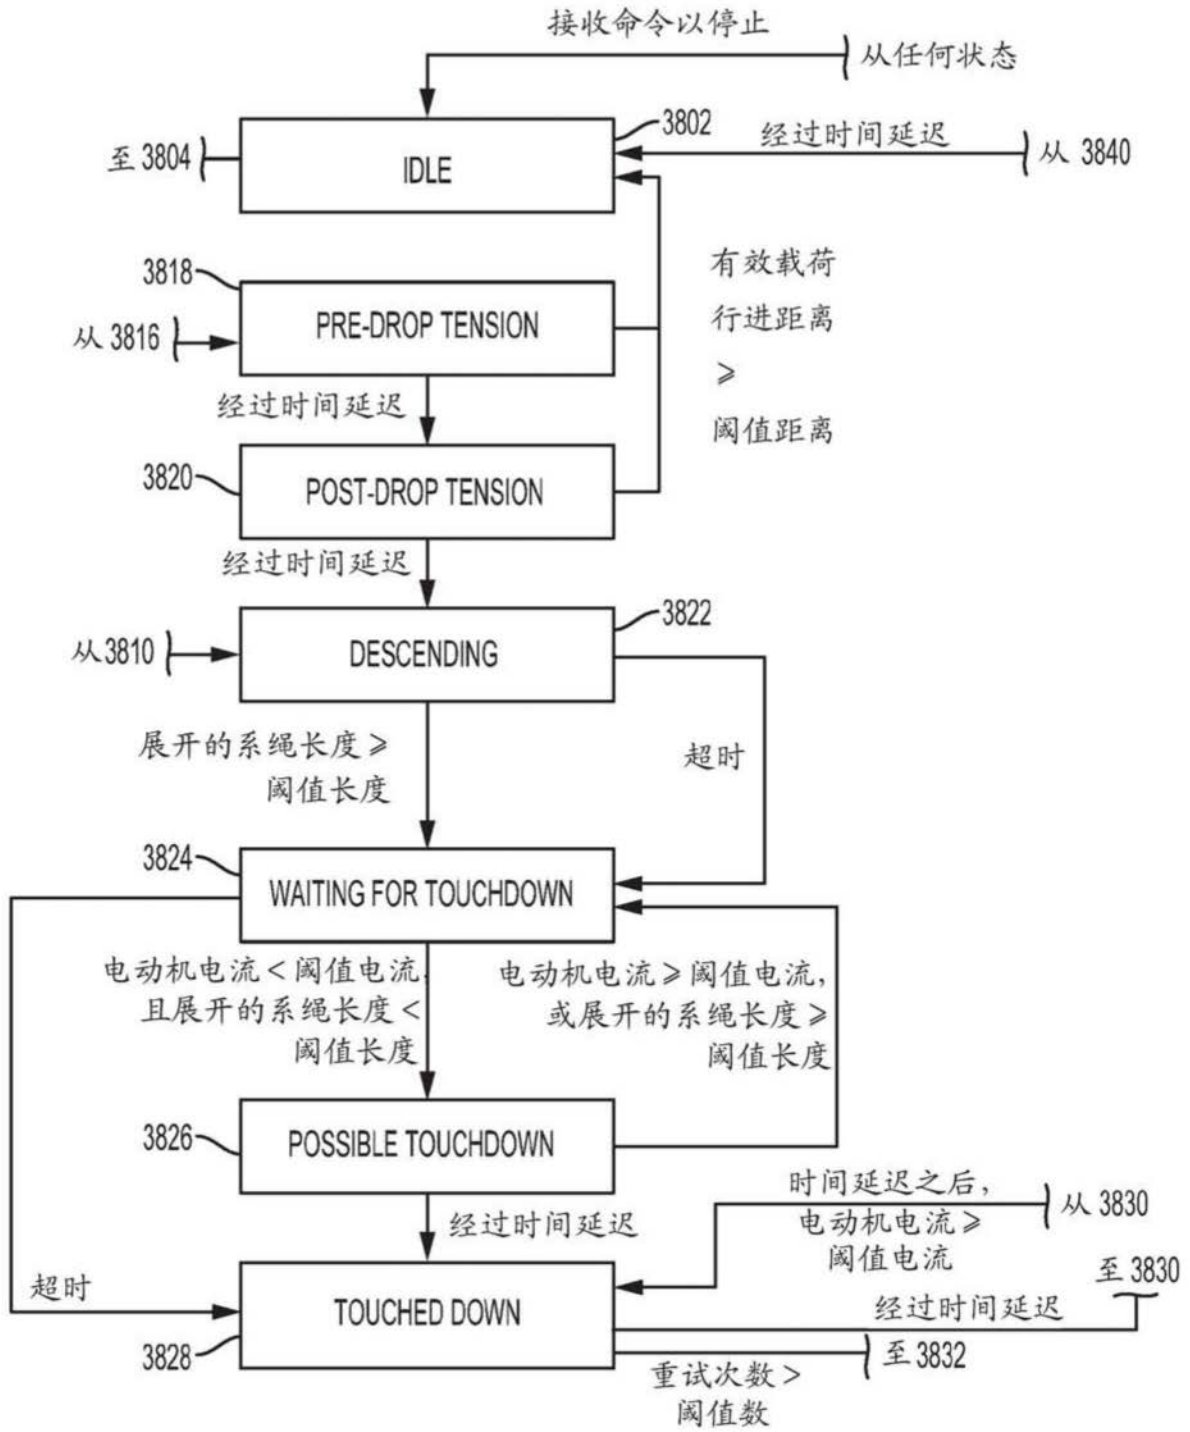 接收命令以停止
从任何状态
3802
经过时间延迟
从 3840
至 3804
IDLE
有效载荷
行进距离
≥
阈值距离
3818
PRE-DROP TENSION
从 3816
经过时间延迟
3820
POST-DROP TENSION
经过时间延迟
3822
从3810
DESCENDING
展开的系绳长度≥
阈值长度
超时
3824
WAITING FOR TOUCHDOWN
电动机电流<阈值电流,
且展开的系绳长度<
阈值长度
电动机电流≥阈值电流,
或展开的系绳长度≥
阈值长度
3826
POSSIBLE TOUCHDOWN
时间延迟之后,
电动机电流≥
阈值电流
从 3830
经过时间延迟
至 3830
超时
TOUCHED DOWN
经过时间延迟
3828
至 3832
重试次数>
阈值数